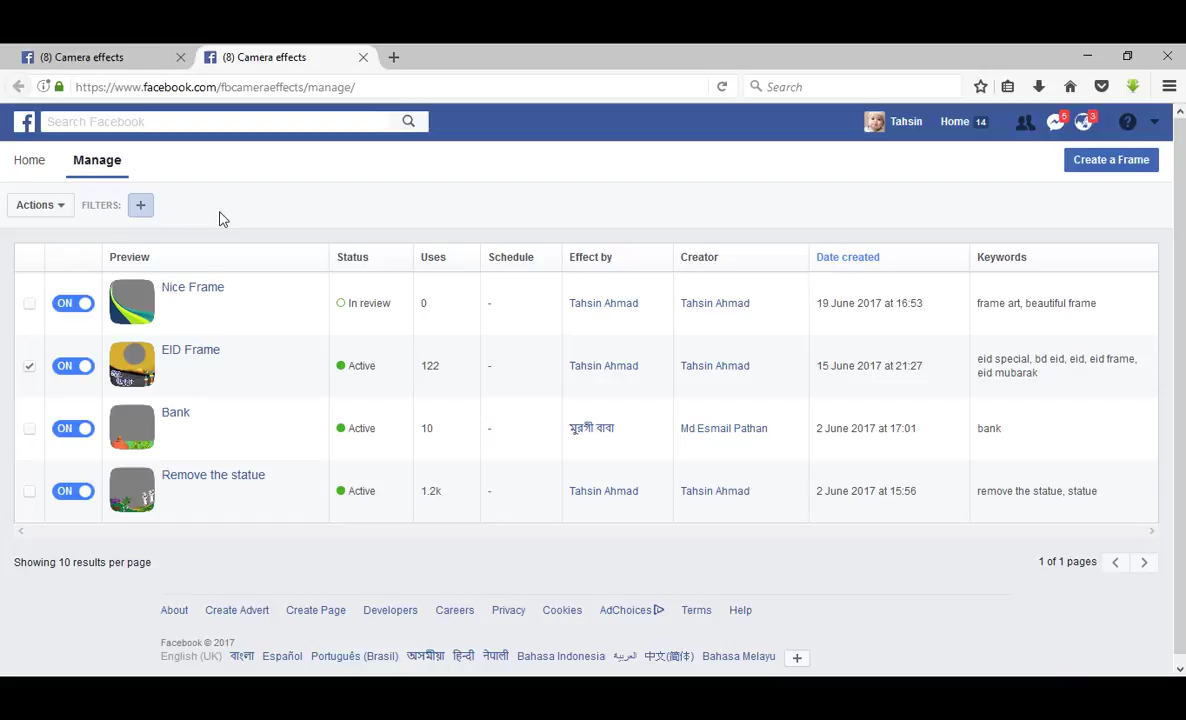 (8) Camera effects
(8) Camera effects
https://www.facebook.com/fbcameraeffects/manage/
Search
Search Facebook
Tahsin
Home 14
5
3
Home
Manage
Create a Frame
Actions
FILTERS:
Preview Status Uses Schedule Effect by Creator Date created Keywords
ON Nice Frame In review 0 - Tahsin Ahmad Tahsin Ahmad 19 June 2017 at 16:53 frame art, beautiful frame
ON EID Frame Active 122 - Tahsin Ahmad Tahsin Ahmad 15 June 2017 at 21:27 eid special, bd eid, eid, eid frame,
eid mubarak
ON Bank Active 10 - মুরগী বাবা Md Esmail Pathan 2 June 2017 at 17:01 bank
ON Remove the statue Active 1.2k - Tahsin Ahmad Tahsin Ahmad 2 June 2017 at 15:56 remove the statue, statue
Showing 10 results per page
1 of 1 pages
About Create Advert Create Page Developers Careers Privacy Cookies AdChoices Terms Help
Facebook © 2017
English (UK) বাংলা Español Português (Brasil) অসমীয়া हिन्दी नेपाली Bahasa Indonesia العربية 中文(简体) Bahasa Melayu